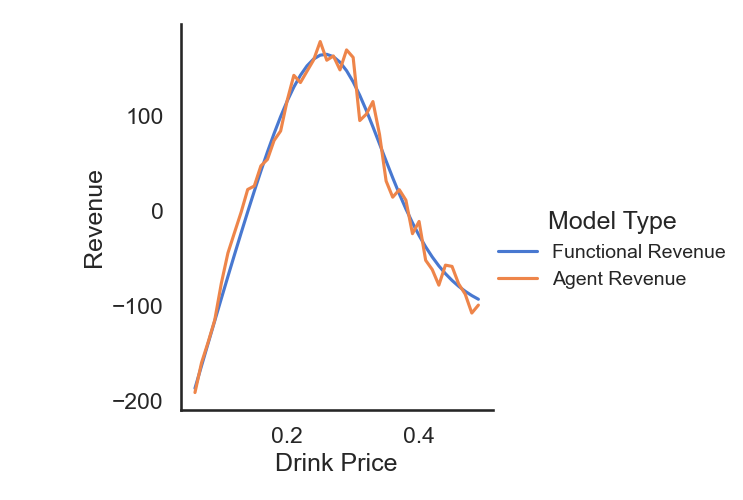 Revenue
100
0
−100
−200
0.2
0.4
Drink Price
Model Type
Functional Revenue
Agent Revenue